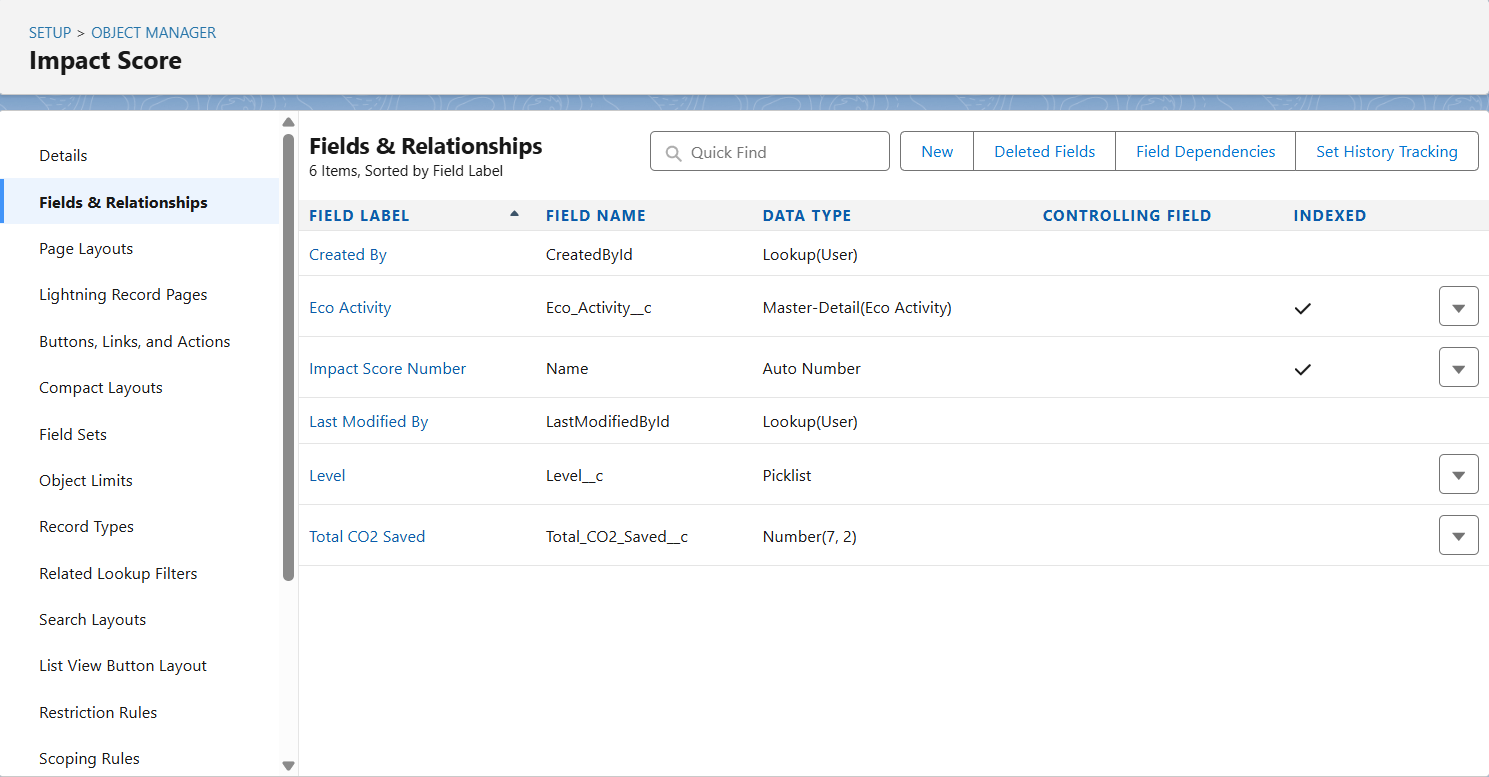 SETUP > OBJECT MANAGER
Impact Score
Details
Fields & Relationships
Page Layouts
Lightning Record Pages
Buttons, Links, and Actions
Compact Layouts
Field Sets
Object Limits
Record Types
Related Lookup Filters
Search Layouts
List View Button Layout
Restriction Rules
Scoping Rules
Fields & Relationships
6 Items, Sorted by Field Label
Quick Find
New
Deleted Fields
Field Dependencies
Set History Tracking
FIELD LABEL FIELD NAME DATA TYPE CONTROLLING FIELD INDEXED
Created By CreatedById Lookup(User)
Eco Activity Eco_Activity__c Master-Detail(Eco Activity)
Impact Score Number Name Auto Number
Last Modified By LastModifiedById Lookup(User)
Level Level__c Picklist
Total CO2 Saved Total_CO2_Saved__c Number(7, 2)